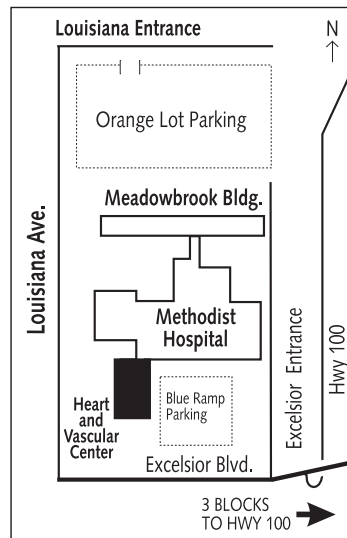 Louisiana Entrance
N
Orange Lot Parking
Meadowbrook Bldg.
Louisiana Ave.
Methodist
Hospital
Excelsior Entrance
Hwy 100
Heart
and
Vascular
Center
Blue Ramp
Parking
Excelsior Blvd.
3 BLOCKS
TO HWY 100